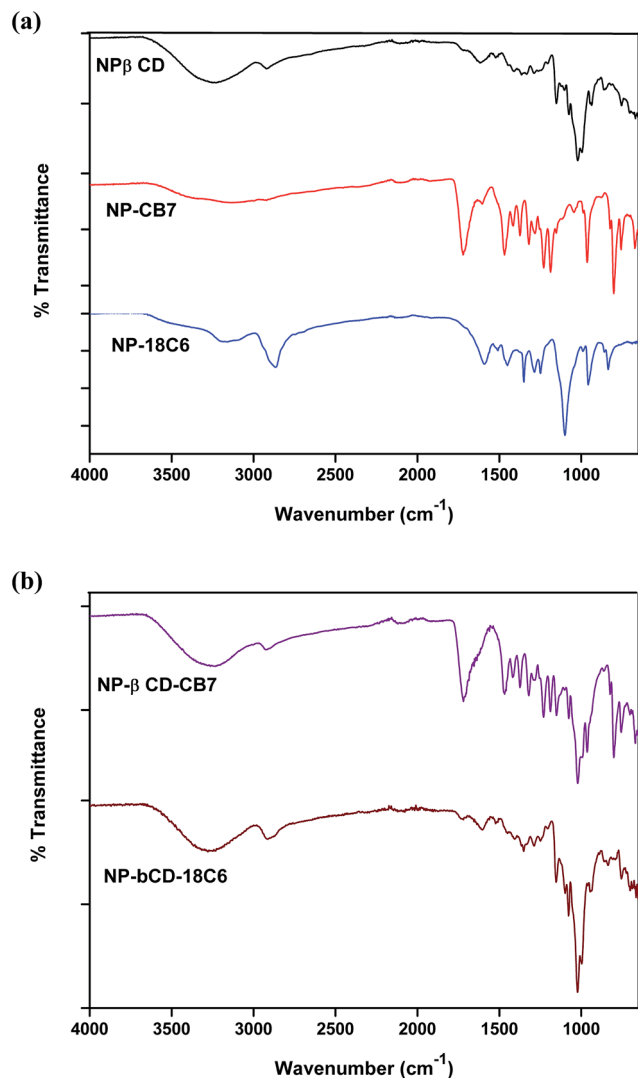 (a)
NPβ CD
NP-CB7
NP-18C6
% Transmittance
4000 3500 3000 2500 2000 1500 1000
Wavenumber (cm⁻¹)
(b)
NP-β CD-CB7
NP-bCD-18C6
% Transmittance
4000 3500 3000 2500 2000 1500 1000
Wavenumber (cm⁻¹)